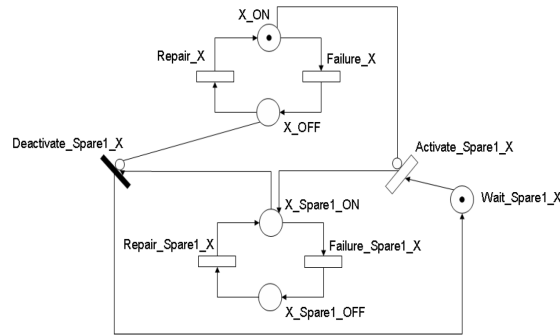 X_ON
Repair_X
Failure_X
X_OFF
Deactivate_Spare1_X
Activate_Spare1_X
Wait_Spare1_X
X_Spare1_ON
Repair_Spare1_X
Failure_Spare1_X
X_Spare1_OFF